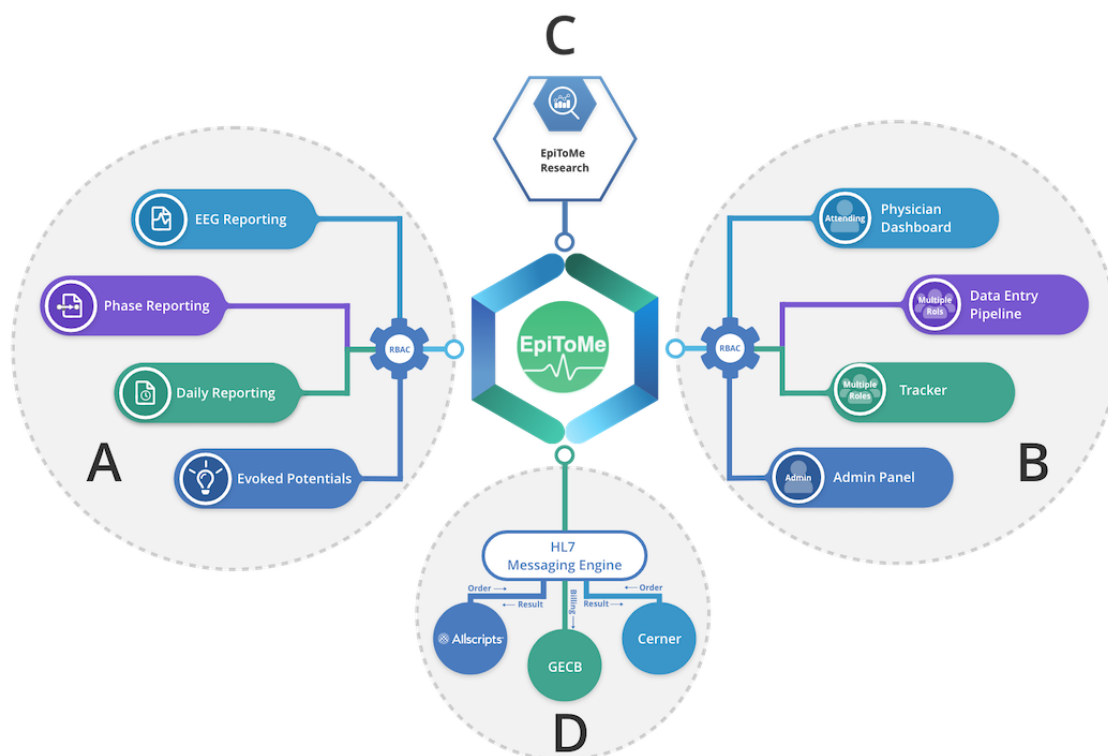 C
EpiToMe
Research
EEG Reporting
Phase Reporting
Daily Reporting
Evoked Potentials
RBAC
A
EpiToMe
RBAC
Attending
Physician
Dashboard
Multiple
Rols
Data Entry
Pipeline
Multiple
Roles
Tracker
Admin
Admin Panel
B
HL7
Messaging Engine
Order
Result
Billing
Order
Result
Allscripts
GECB
Cerner
D